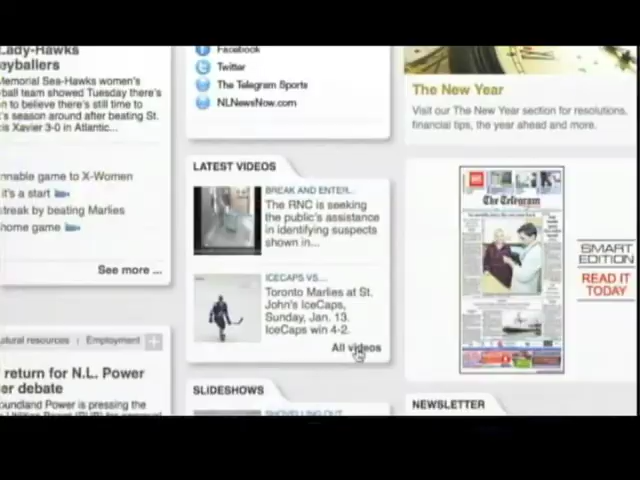 Lady-Hawks
eyballers
Memorial Sea-Hawks women's
ball team showed Tuesday there's
n to believe there's still time to
's season around after beating St.
is Xavier 3-0 in Atlantic...
nnable game to X-Women
it's a start
streak by beating Marlies
home game
See more ...
tural resources | Employment +
return for N.L. Power
er debate
oundland Power is pressing the
Facebook
Twitter
The Telegram Sports
NLNewsNow.com
LATEST VIDEOS
BREAK AND ENTER...
The RNC is seeking
the public's assistance
in identifying suspects
shown in...
ICECAPS VS....
Toronto Marlies at St.
John's IceCaps,
Sunday, Jan. 13.
IceCaps win 4-2.
All videos
SLIDESHOWS
SHOVELLING OUT
The New Year
Visit our The New Year section for resolutions,
financial tips, the year ahead and more.
The Telegram
SMART
EDITION
READ IT
TODAY
NEWSLETTER